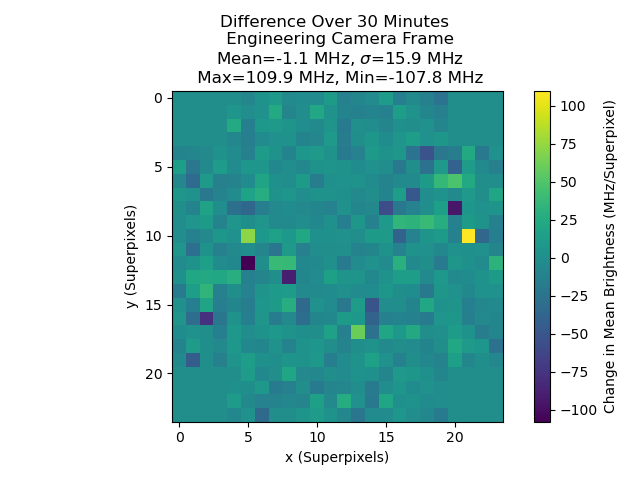 Difference Over 30 Minutes
Engineering Camera Frame
Mean=-1.1 MHz, σ=15.9 MHz
Max=109.9 MHz, Min=-107.8 MHz
0
5
10
15
20
y (Superpixels)
0
5
10
15
20
x (Superpixels)
100
75
50
25
0
−25
−50
−75
−100
Change in Mean Brightness (MHz/Superpixel)